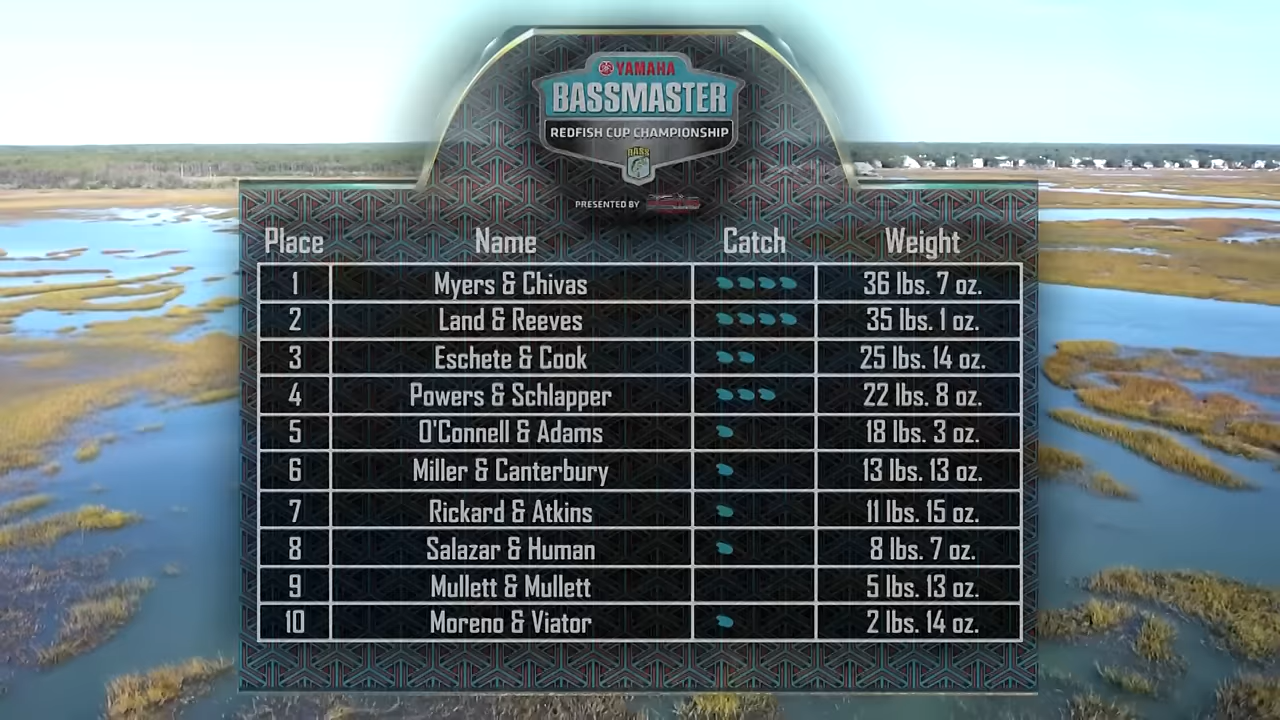 YAMAHA
BASSMASTER
REDFISH CUP CHAMPIONSHIP
BASS
PRESENTED BY
Place Name Catch Weight
1 Myers & Chivas 36 lbs. 7 oz.
2 Land & Reeves 35 lbs. 1 oz.
3 Eschete & Cook 25 lbs. 14 oz.
4 Powers & Schlapper 22 lbs. 8 oz.
5 O'Connell & Adams 18 lbs. 3 oz.
6 Miller & Canterbury 13 lbs. 13 oz.
7 Rickard & Atkins 11 lbs. 15 oz.
8 Salazar & Human 8 lbs. 7 oz.
9 Mullett & Mullett 5 lbs. 13 oz.
10 Moreno & Viator 2 lbs. 14 oz.